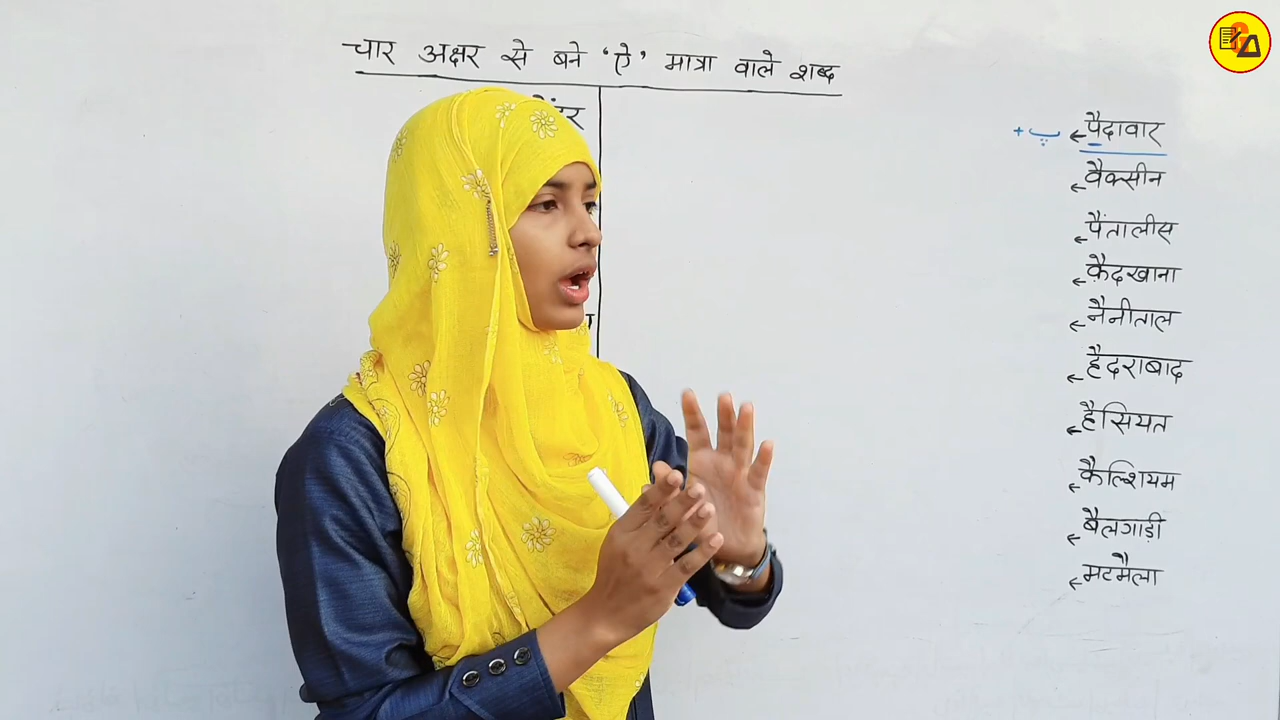 चार अक्षर से बने 'ऐ' मात्रा वाले शब्द
+ پ ← पैदावार
← वैक्सीन
← पैंतालीस
← क़ैदखाना
← नैनीताल
← हैदराबाद
← हैसियत
← कैल्शियम
← बैलगाड़ी
← मटमैला